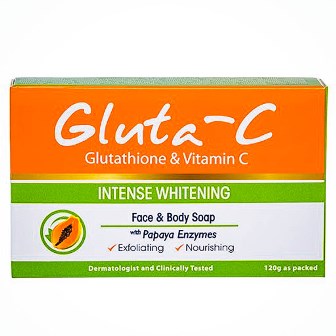 Gluta-C
Glutathione & Vitamin C
INTENSE WHITENING
Face & Body Soap
with Papaya Enzymes
✓Exfoliating ✓Nourishing
Dermatologist and Clinically Tested 120g as packed